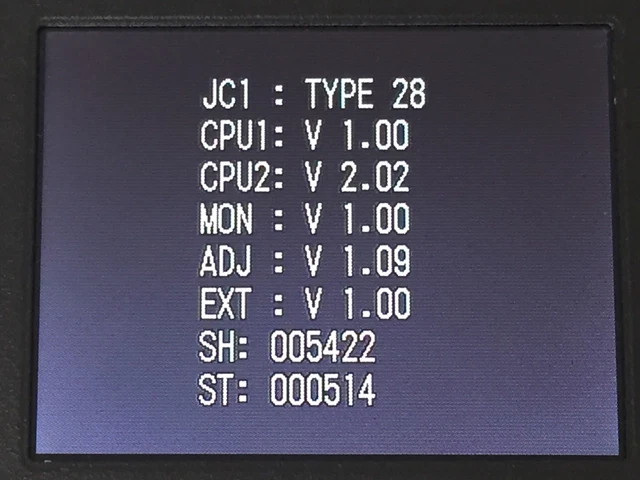 JC1 : TYPE 28
CPU1: V 1.00
CPU2: V 2.02
MON : V 1.00
ADJ : V 1.09
EXT : V 1.00
SH: 005422
ST: 000514